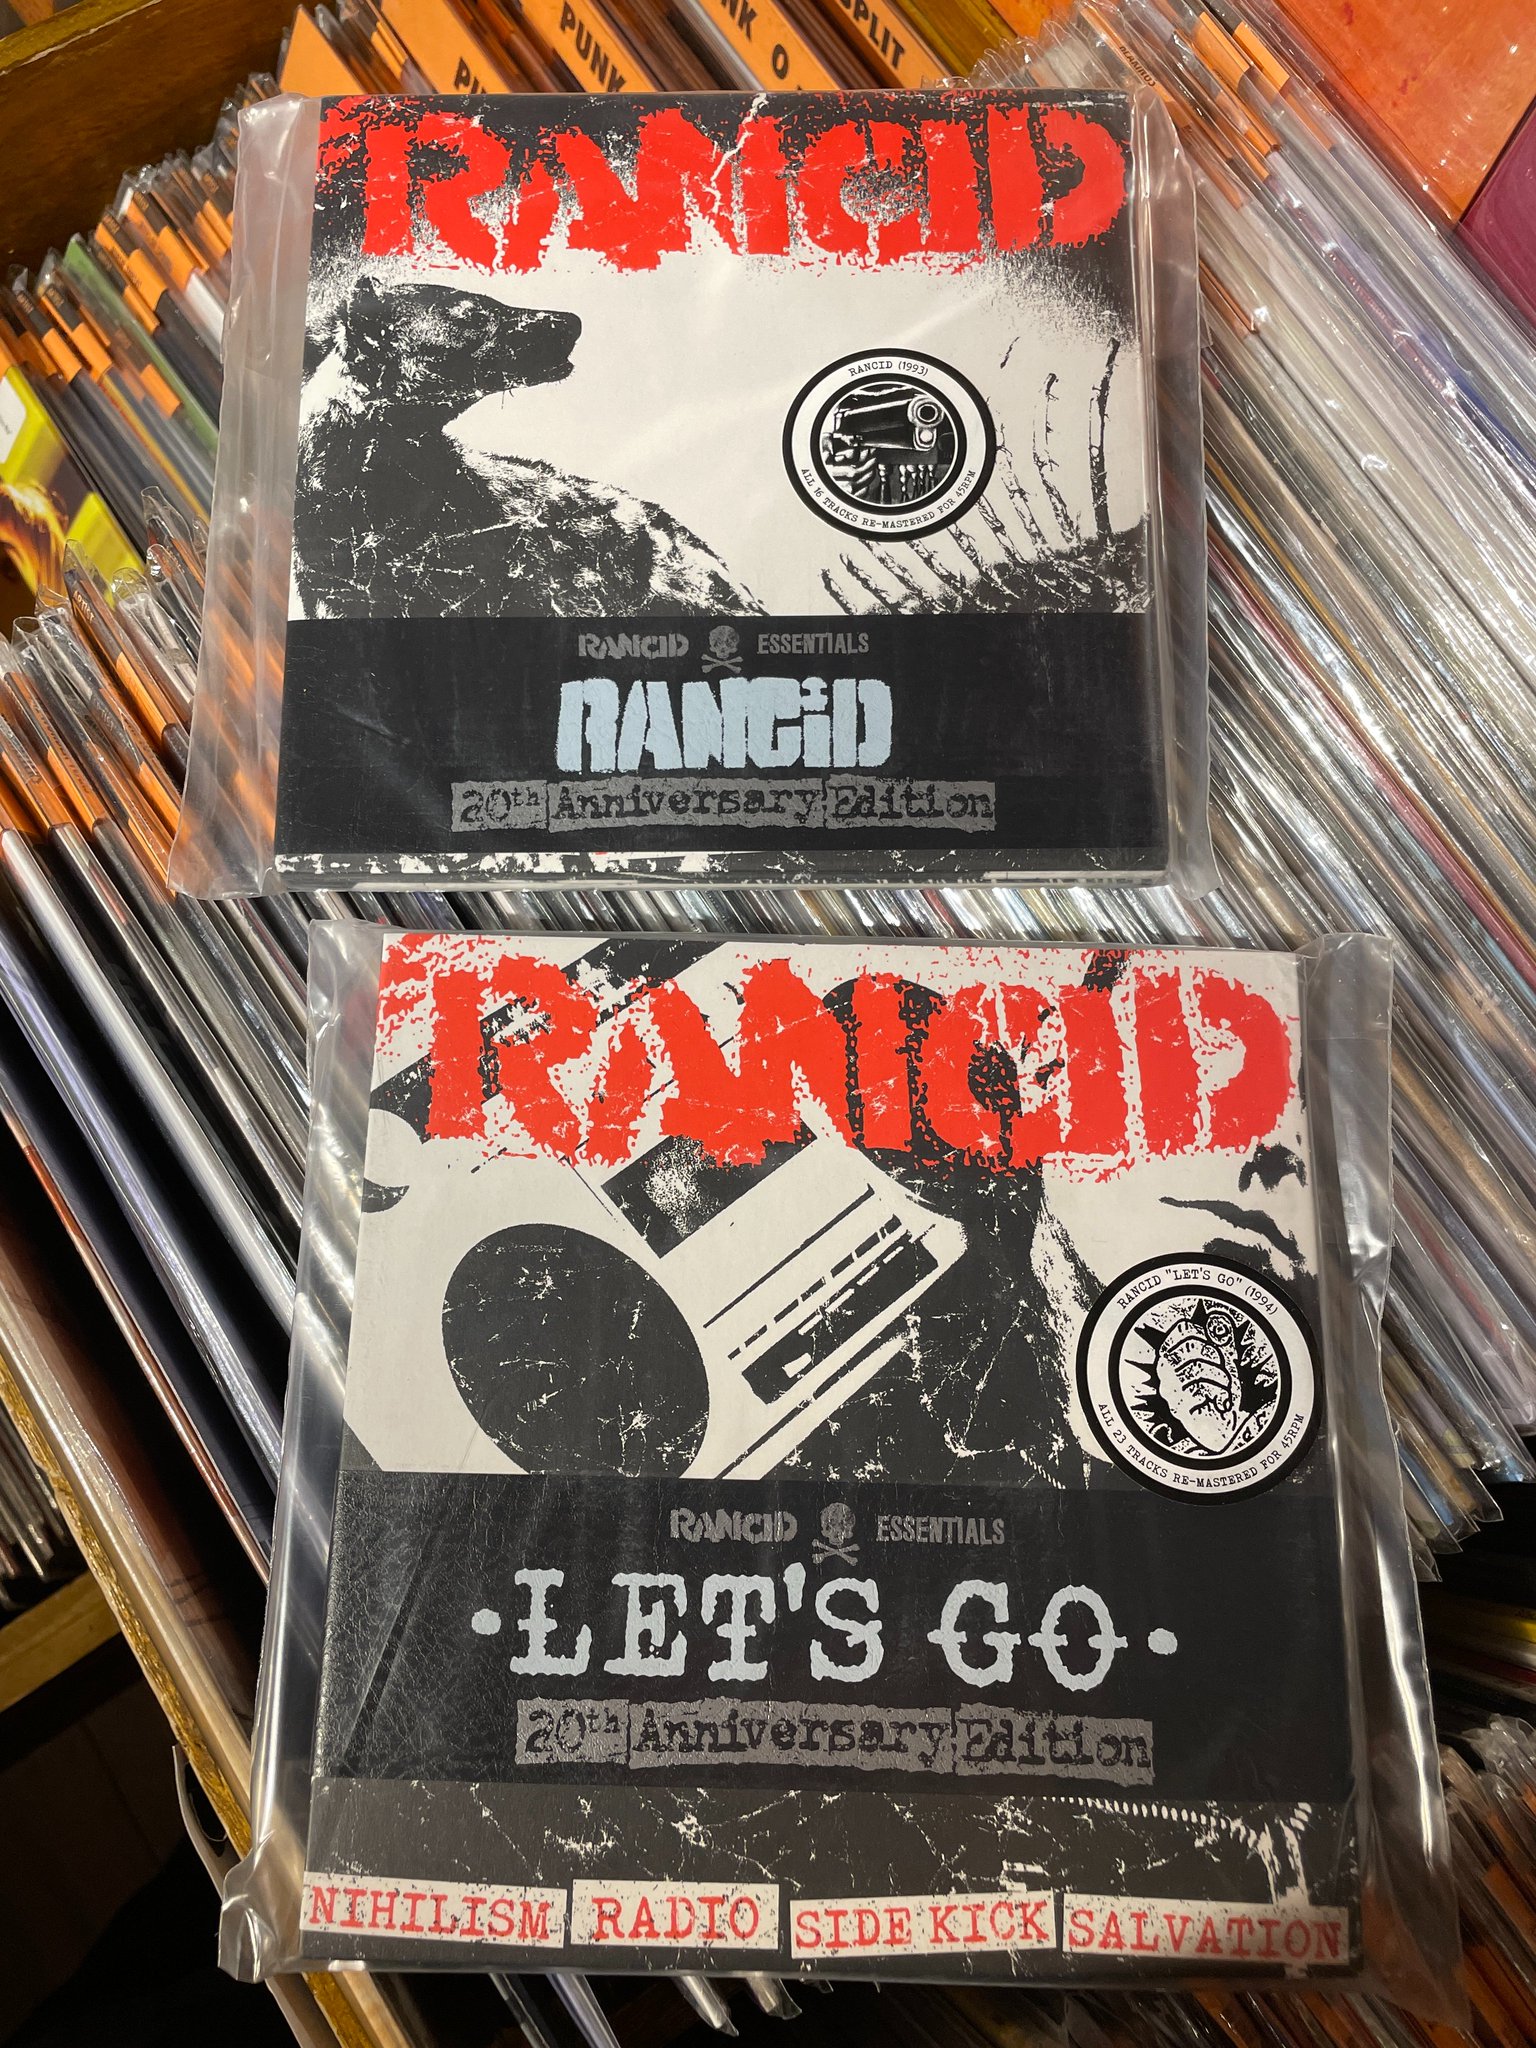 PUNK
SPLIT
RANCID
RANCID (1993)
ALL 16 TRACKS RE-MASTERED FOR 45RPM
RANCID ESSENTIALS
RANCiD
20th Anniversary Edition
RANCID
RANCID "LET'S GO" (1994)
ALL 23 TRACKS RE-MASTERED FOR 45RPM
RANCID ESSENTIALS
·LET'S GO·
20th Anniversary Edition
NIHILISM RADIO SIDE KICK SALVATION